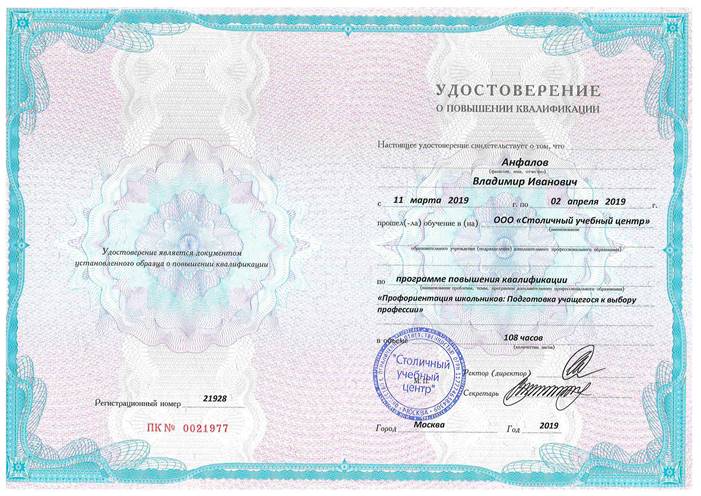 Удостоверение является документом
установленного образца о повышении квалификации
Регистрационный номер 21928
ПК № 0021977
УДОСТОВЕРЕНИЕ
О ПОВЫШЕНИИ КВАЛИФИКАЦИИ
Настоящее удостоверение свидетельствует о том, что
Анфалов
(фамилия, имя, отчество)
Владимир Иванович
с 11 марта 2019 г. по 02 апреля 2019 г.
прошел(-ла) обучение в (на) ООО «Столичный учебный центр»
(наименование
образовательного учреждения (подразделения) дополнительного профессионального образования)
по программе повышения квалификации
(наименование проблемы, темы, программы дополнительного профессионального образования)
«Профориентация школьников: Подготовка учащегося к выбору
профессии»
в объеме 108 часов
(количество часов)
"Столичный
учебный
центр"
М.П.
МОСКВА
Ректор (директор)
Секретарь
Город Москва Год 2019